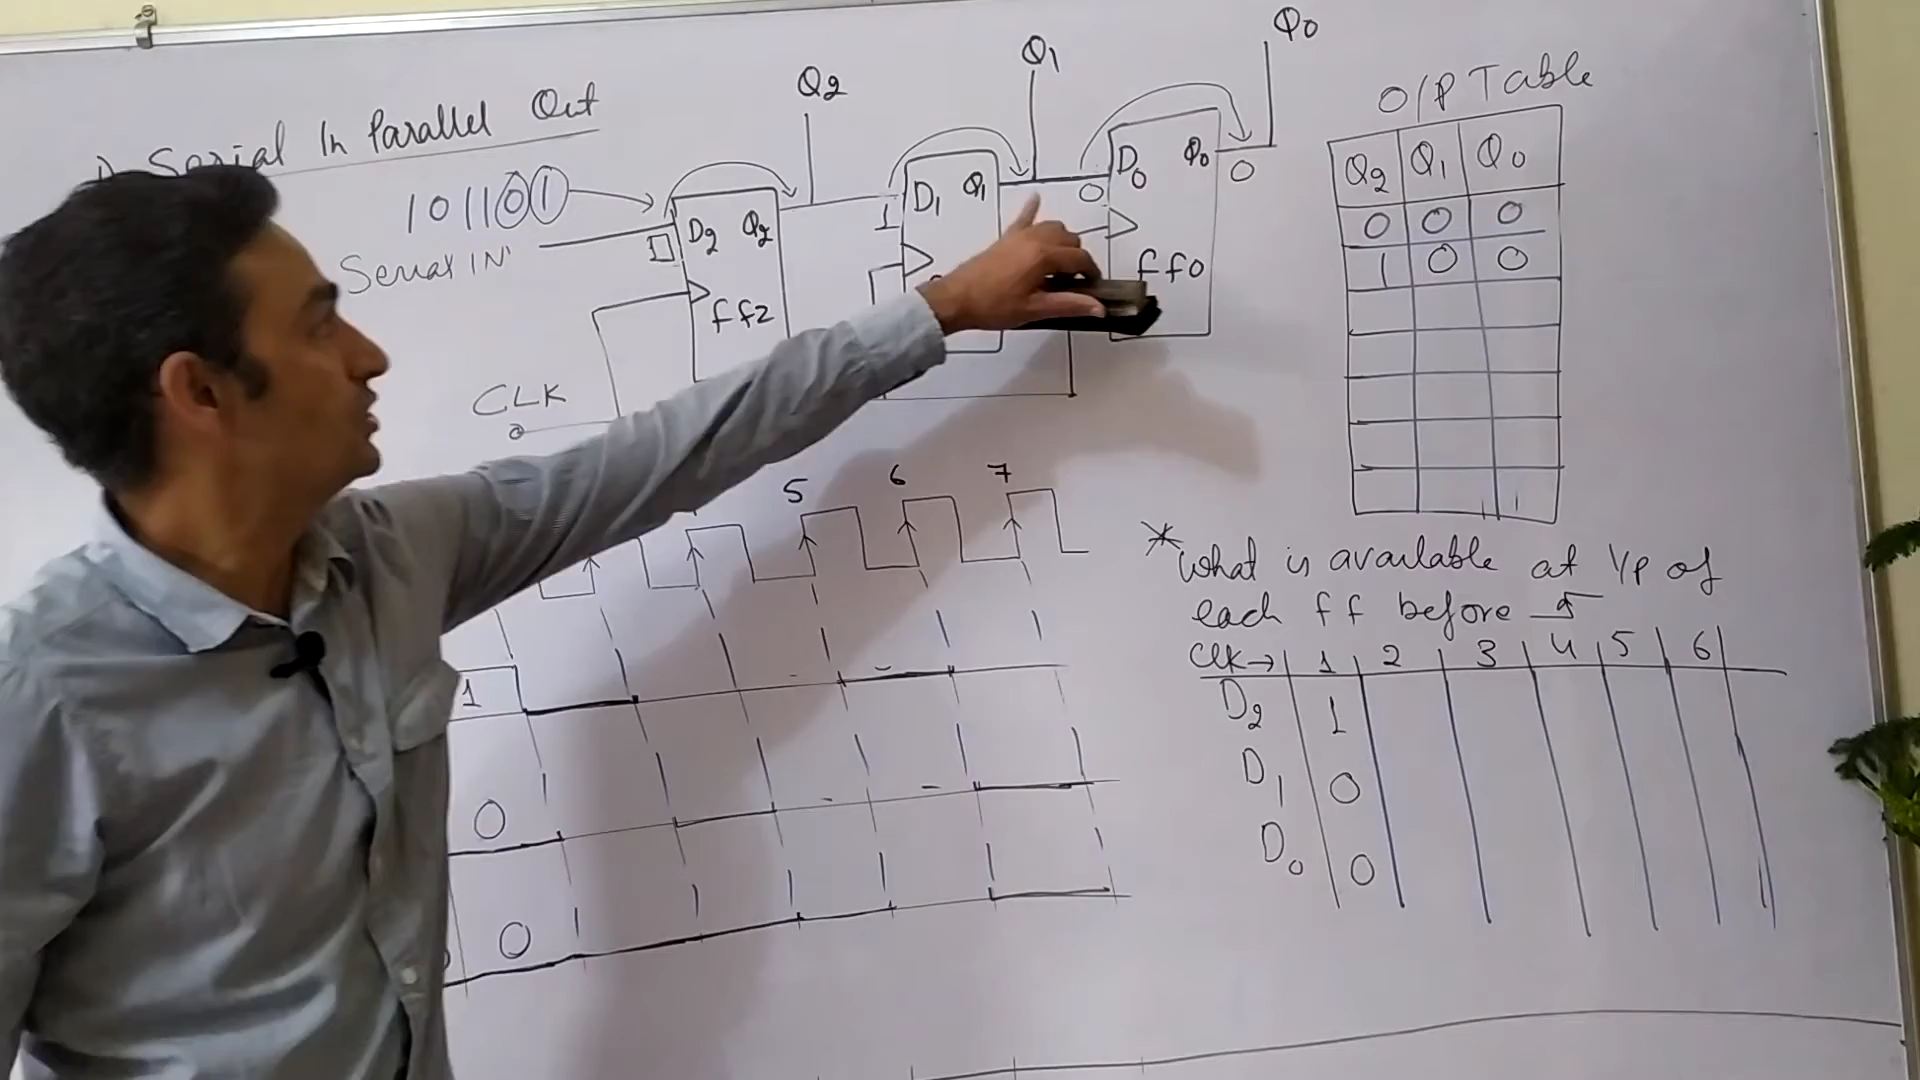 1) Serial In Parallel Out
101101
Serial IN
CLK
Q2
Q1
Q0
D2 Q2
ff2
1
D1 Q1
0
D0 Q0
ff0
0
5 6 7
1
0
0
O/P Table
Q2 Q1 Q0
0 0 0
1 0 0
*What is available at I/P of
each ff before
Clk→ 1 2 3 4 5 6
D2 1
D1 0
D0 0